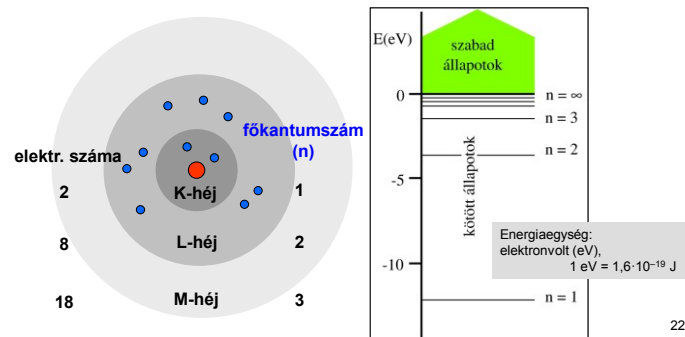 elektr. száma
2
8
18
főkantumszám
(n)
1
2
3
K-héj
L-héj
M-héj
E(eV)
0
-5
-10
szabad
állapotok
n = ∞
n = 3
n = 2
n = 1
kötött állapotok
Energiaegység:
elektronvolt (eV),
1 eV = 1,6·10⁻¹⁹ J
22